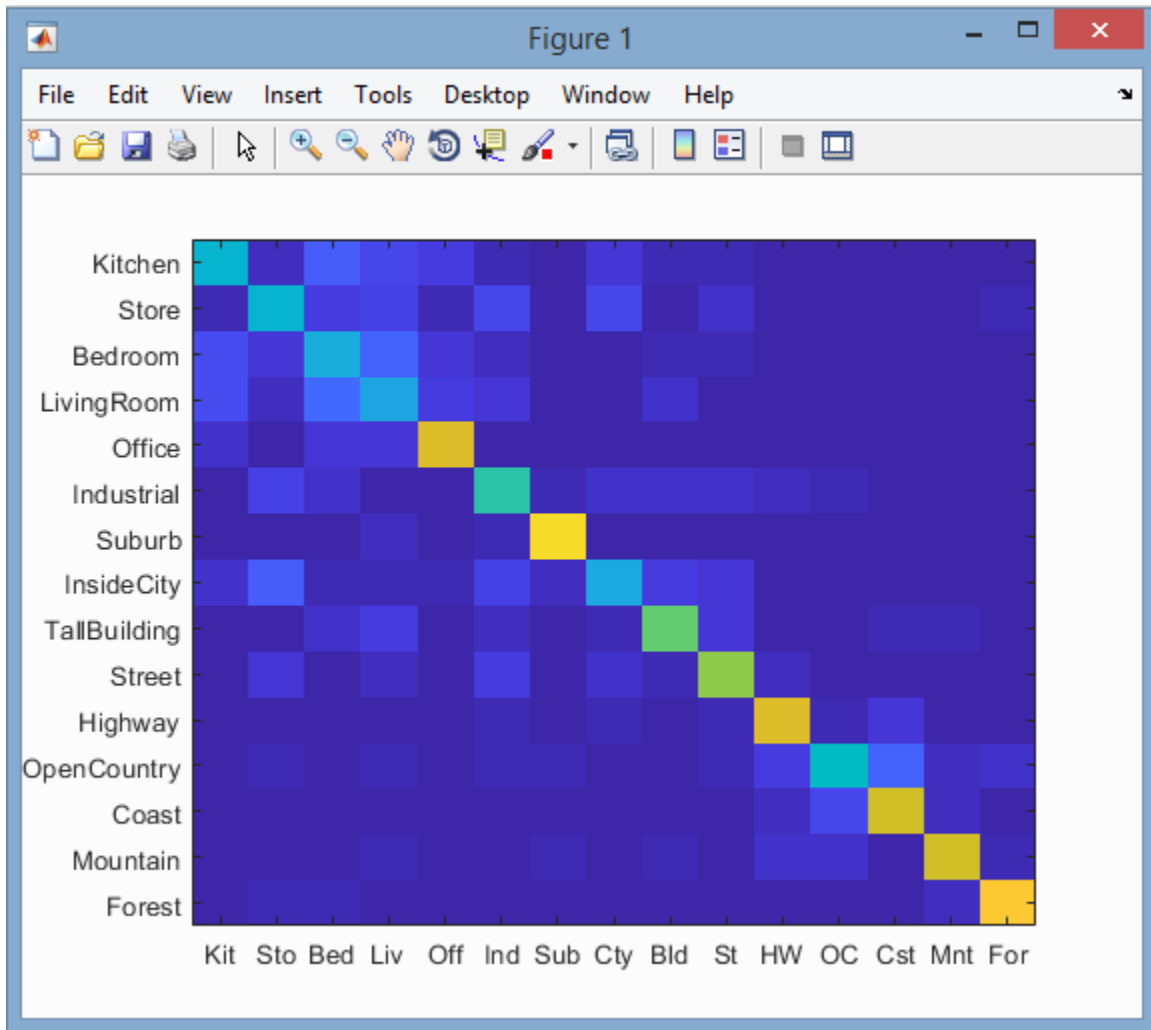 Figure 1
File Edit View Insert Tools Desktop Window Help
Kitchen
Store
Bedroom
LivingRoom
Office
Industrial
Suburb
InsideCity
TallBuilding
Street
Highway
OpenCountry
Coast
Mountain
Forest
Kit Sto Bed Liv Off Ind Sub Cty Bld St HW OC Cst Mnt For